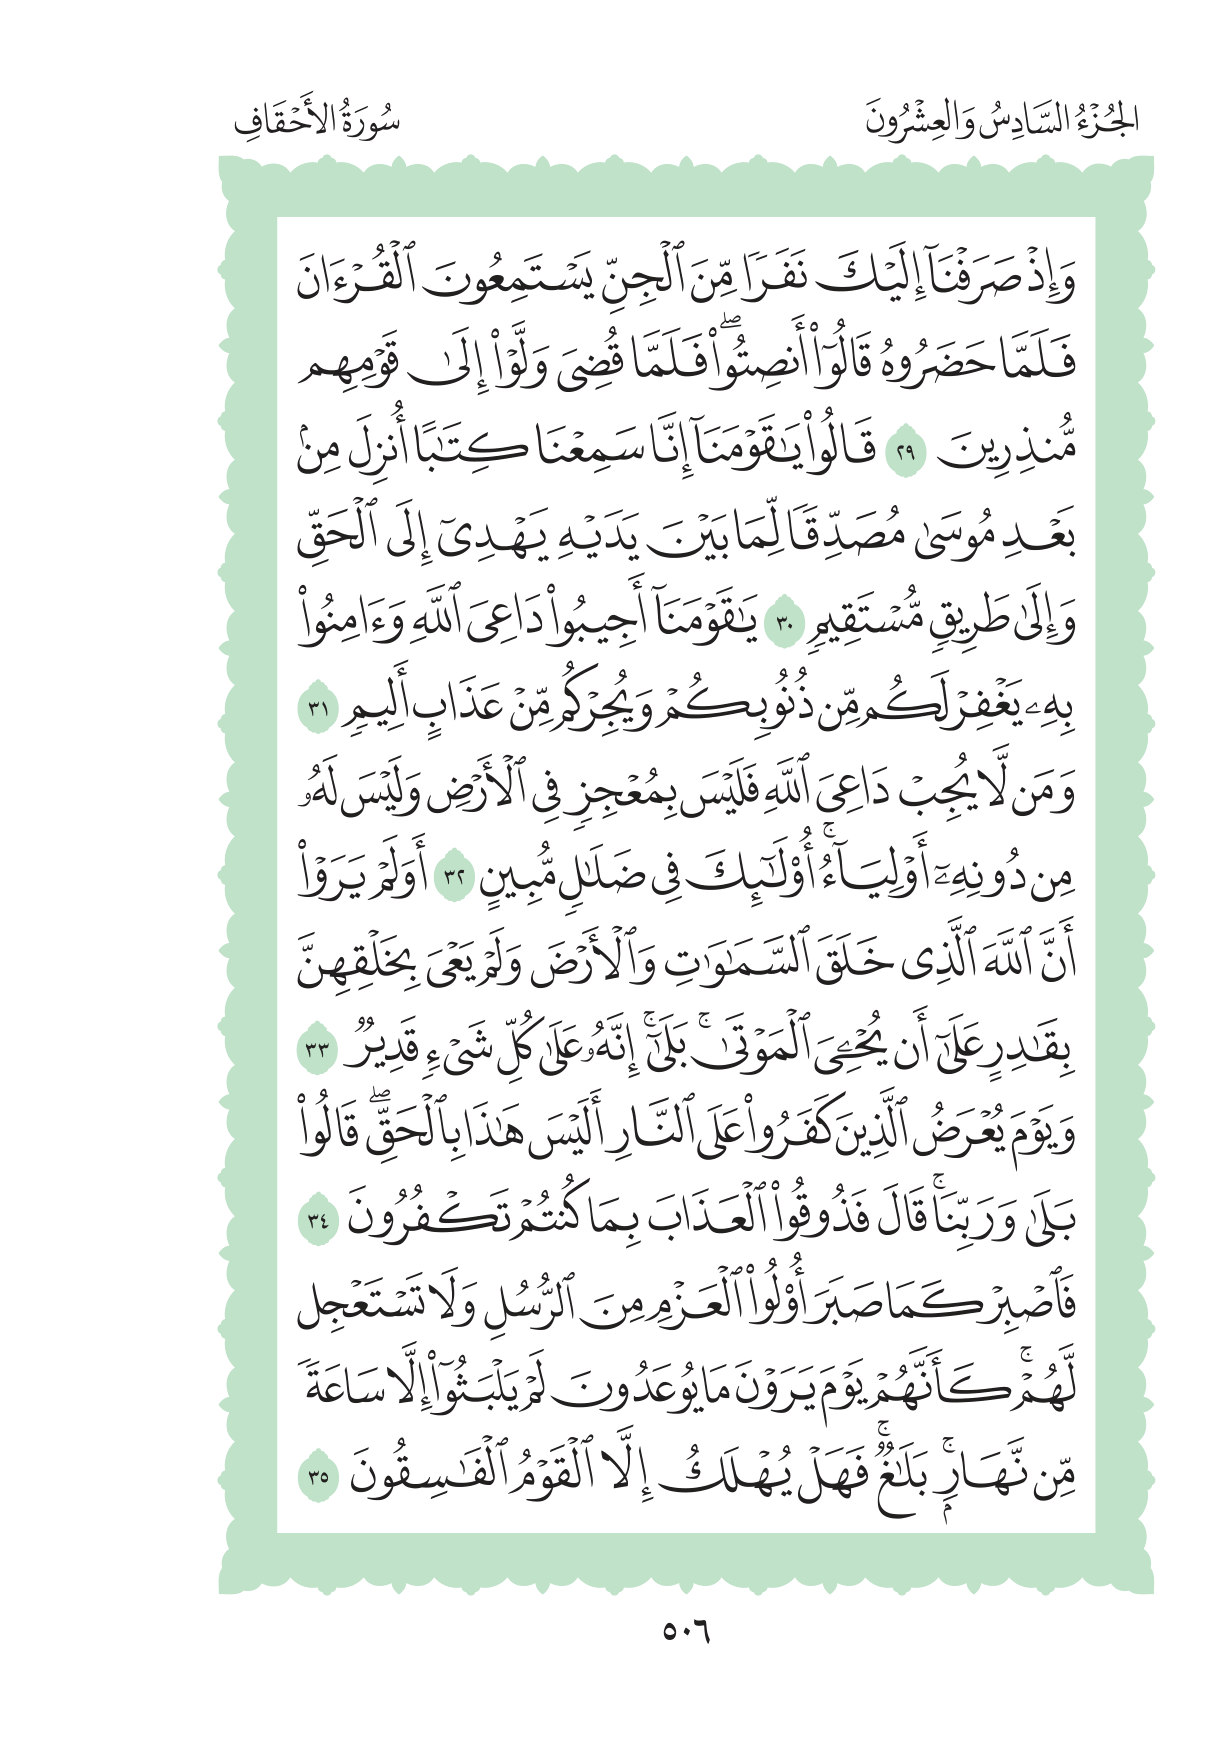 الجُزْءُ السَّادِسُ وَالعِشْرُونَ
سُورَةُ الأَحْقَافِ
وَإِذْ صَرَفْنَآ إِلَيْكَ نَفَرًا مِّنَ ٱلْجِنِّ يَسْتَمِعُونَ ٱلْقُرْءَانَ
فَلَمَّا حَضَرُوهُ قَالُوٓا۟ أَنصِتُوا۟ ۖ فَلَمَّا قُضِىَ وَلَّوْا۟ إِلَىٰ قَوْمِهِم
مُّنذِرِينَ ٢٩ قَالُوا۟ يَٰقَوْمَنَآ إِنَّا سَمِعْنَا كِتَٰبًا أُنزِلَ مِنۢ
بَعْدِ مُوسَىٰ مُصَدِّقًا لِّمَا بَيْنَ يَدَيْهِ يَهْدِىٓ إِلَى ٱلْحَقِّ
وَإِلَىٰ طَرِيقٍ مُّسْتَقِيمٍ ٣٠ يَٰقَوْمَنَآ أَجِيبُوا۟ دَاعِىَ ٱللَّهِ وَءَامِنُوا۟
بِهِۦ يَغْفِرْ لَكُم مِّن ذُنُوبِكُمْ وَيُجِرْكُم مِّنْ عَذَابٍ أَلِيمٍ ٣١
وَمَن لَّا يُجِبْ دَاعِىَ ٱللَّهِ فَلَيْسَ بِمُعْجِزٍ فِى ٱلْأَرْضِ وَلَيْسَ لَهُۥ
مِن دُونِهِۦٓ أَوْلِيَآءُ ۚ أُو۟لَٰٓئِكَ فِى ضَلَٰلٍ مُّبِينٍ ٣٢ أَوَلَمْ يَرَوْا۟
أَنَّ ٱللَّهَ ٱلَّذِى خَلَقَ ٱلسَّمَٰوَٰتِ وَٱلْأَرْضَ وَلَمْ يَعْىَ بِخَلْقِهِنَّ
بِقَٰدِرٍ عَلَىٰٓ أَن يُحْۦِىَ ٱلْمَوْتَىٰ ۚ بَلَىٰٓ ۚ إِنَّهُۥ عَلَىٰ كُلِّ شَىْءٍ قَدِيرٌ ٣٣
وَيَوْمَ يُعْرَضُ ٱلَّذِينَ كَفَرُوا۟ عَلَى ٱلنَّارِ أَلَيْسَ هَٰذَا بِٱلْحَقِّ ۖ قَالُوا۟
بَلَىٰ وَرَبِّنَا ۚ قَالَ فَذُوقُوا۟ ٱلْعَذَابَ بِمَا كُنتُمْ تَكْفُرُونَ ٣٤
فَٱصْبِرْ كَمَا صَبَرَ أُو۟لُوا۟ ٱلْعَزْمِ مِنَ ٱلرُّسُلِ وَلَا تَسْتَعْجِل
لَّهُمْ ۚ كَأَنَّهُمْ يَوْمَ يَرَوْنَ مَا يُوعَدُونَ لَمْ يَلْبَثُوٓا۟ إِلَّا سَاعَةً
مِّن نَّهَارٍۭ ۚ بَلَٰغٌ ۚ فَهَلْ يُهْلَكُ إِلَّا ٱلْقَوْمُ ٱلْفَٰسِقُونَ ٣٥
٥٠٦